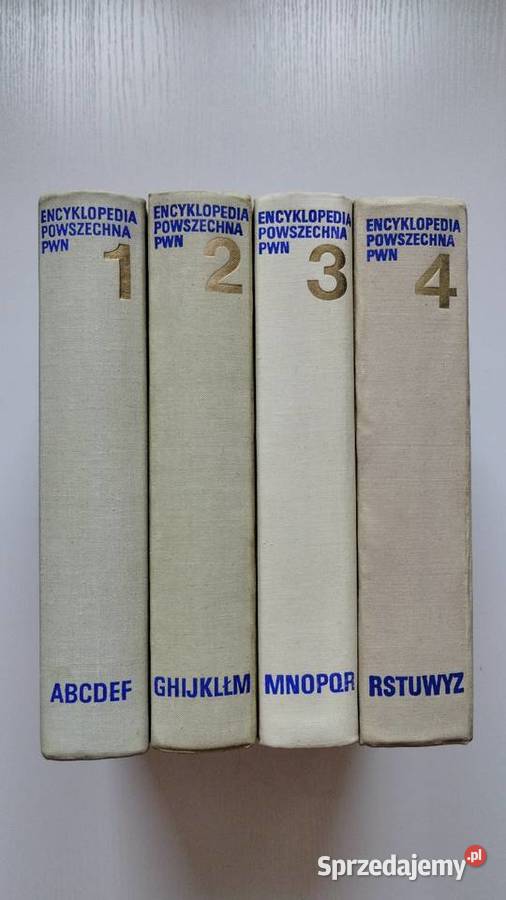 ENCYKLOPEDIA
POWSZECHNA
PWN
1
ABCDEF
ENCYKLOPEDIA
POWSZECHNA
PWN
2
GHIJKLŁM
ENCYKLOPEDIA
POWSZECHNA
PWN
3
MNOPQR
ENCYKLOPEDIA
POWSZECHNA
PWN
4
RSTUWYZ
Sprzedajemy.pl